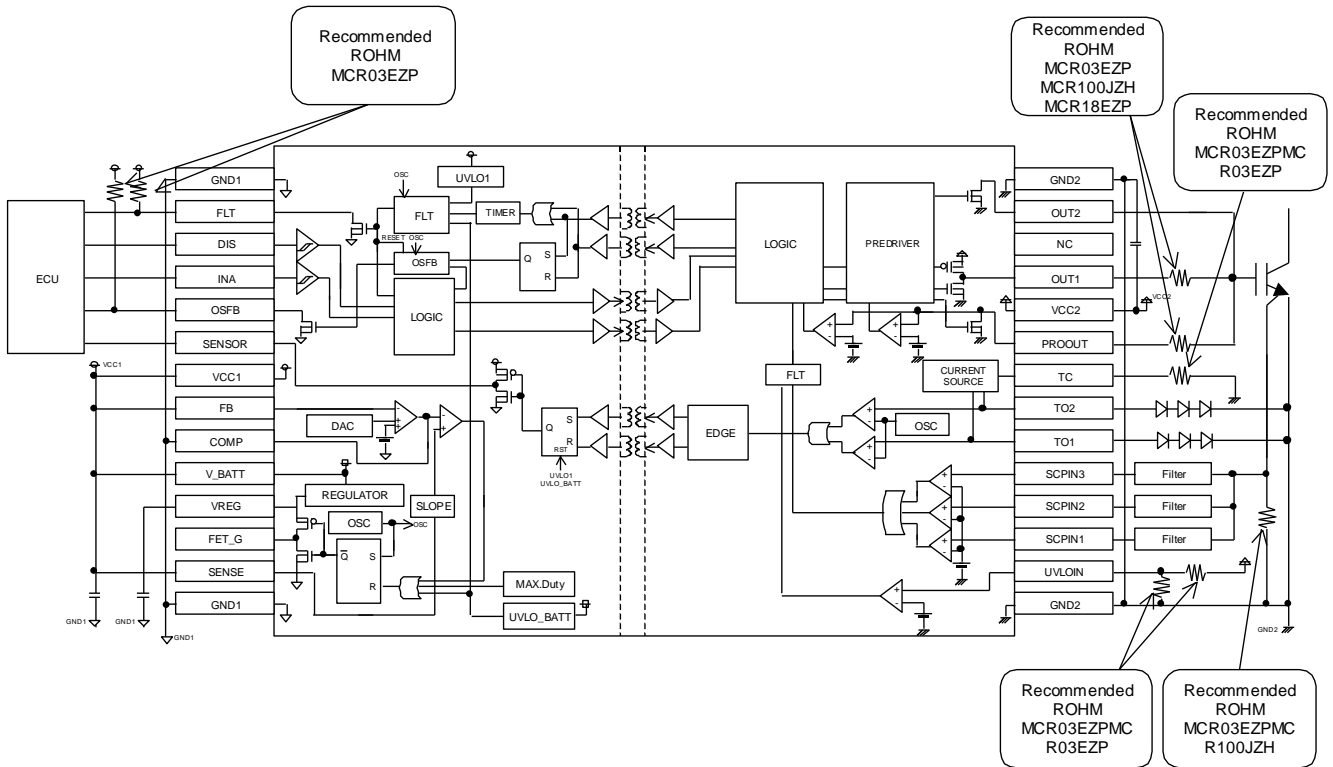 Recommended
ROHM
MCR03EZP
Recommended
ROHM
MCR03EZP
MCR100JZH
MCR18EZP
Recommended
ROHM
MCR03EZPMC
R03EZP
ECU
GND1
FLT
DIS
INA
OSFB
SENSOR
VCC1
FB
COMP
V_BATT
VREG
FET_G
SENSE
GND1
VCC1
GND1
GND1
GND1
OSC
UVLO1
FLT
TIMER
RESET OSC
OSFB
Q
S
R
LOGIC
DAC
-
+
+
-
+
REGULATOR
SLOPE
OSC
OSC
Q
S
R
MAX.Duty
UVLO_BATT
Q
S
R
RST
UVLO1
UVLO_BATT
LOGIC
PREDRIVER
+
-
+
-
FLT
CURRENT
SOURCE
EDGE
+
-
OSC
-
+
+
-
-
+
-
+
+
-
GND2
OUT2
NC
OUT1
VCC2
PROOUT
TC
TO2
TO1
SCPIN3
SCPIN2
SCPIN1
UVLOIN
GND2
VCC2
Filter
Filter
Filter
GND2
Recommended
ROHM
MCR03EZPMC
R03EZP
Recommended
ROHM
MCR03EZPMC
R100JZH